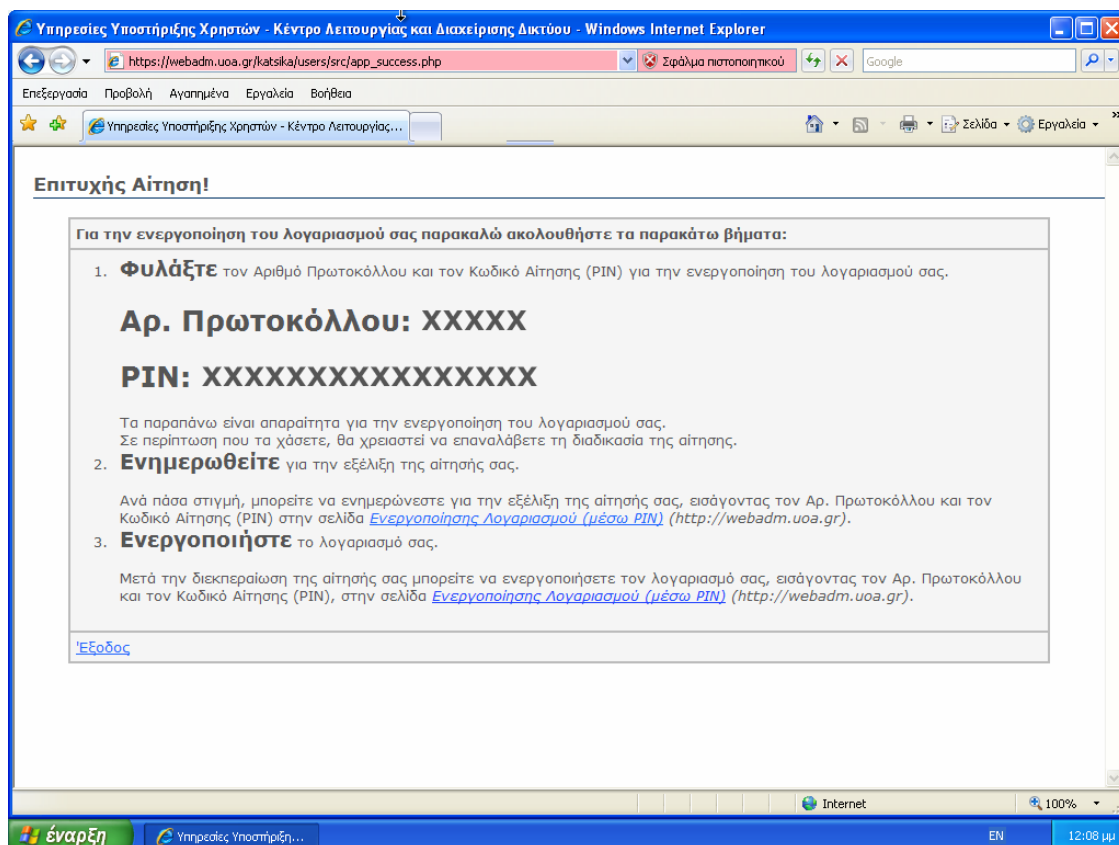 Υπηρεσίες Υποστήριξης Χρηστών - Κέντρο Λειτουργίας και Διαχείρισης Δικτύου - Windows Internet Explorer
https://webadm.uoa.gr/katsika/users/src/app_success.php Σφάλμα πιστοποιητικού Google
Επεξεργασία Προβολή Αγαπημένα Εργαλεία Βοήθεια
Υπηρεσίες Υποστήριξης Χρηστών - Κέντρο Λειτουργίας... Σελίδα Εργαλεία »
Επιτυχής Αίτηση!
Για την ενεργοποίηση του λογαριασμού σας παρακαλώ ακολουθήστε τα παρακάτω βήματα:
1. Φυλάξτε τον Αριθμό Πρωτοκόλλου και τον Κωδικό Αίτησης (PIN) για την ενεργοποίηση του λογαριασμού σας.
Αρ. Πρωτοκόλλου: XXXXX
PIN: XXXXXXXXXXXXXXXX
Τα παραπάνω είναι απαραίτητα για την ενεργοποίηση του λογαριασμού σας.
Σε περίπτωση που τα χάσετε, θα χρειαστεί να επαναλάβετε τη διαδικασία της αίτησης.
2. Ενημερωθείτε για την εξέλιξη της αίτησής σας.
Ανά πάσα στιγμή, μπορείτε να ενημερώνεστε για την εξέλιξη της αίτησής σας, εισάγοντας τον Αρ. Πρωτοκόλλου και τον
Κωδικό Αίτησης (PIN) στην σελίδα Ενεργοποίησης Λογαριασμού (μέσω PIN) (http://webadm.uoa.gr).
3. Ενεργοποιήστε το λογαριασμό σας.
Μετά την διεκπεραίωση της αίτησής σας μπορείτε να ενεργοποιήσετε τον λογαριασμό σας, εισάγοντας τον Αρ. Πρωτοκόλλου
και τον Κωδικό Αίτησης (PIN), στην σελίδα Ενεργοποίησης Λογαριασμού (μέσω PIN) (http://webadm.uoa.gr).
Έξοδος
Internet 100%
έναρξη Υπηρεσίες Υποστήριξη... EN 12:08 μμ